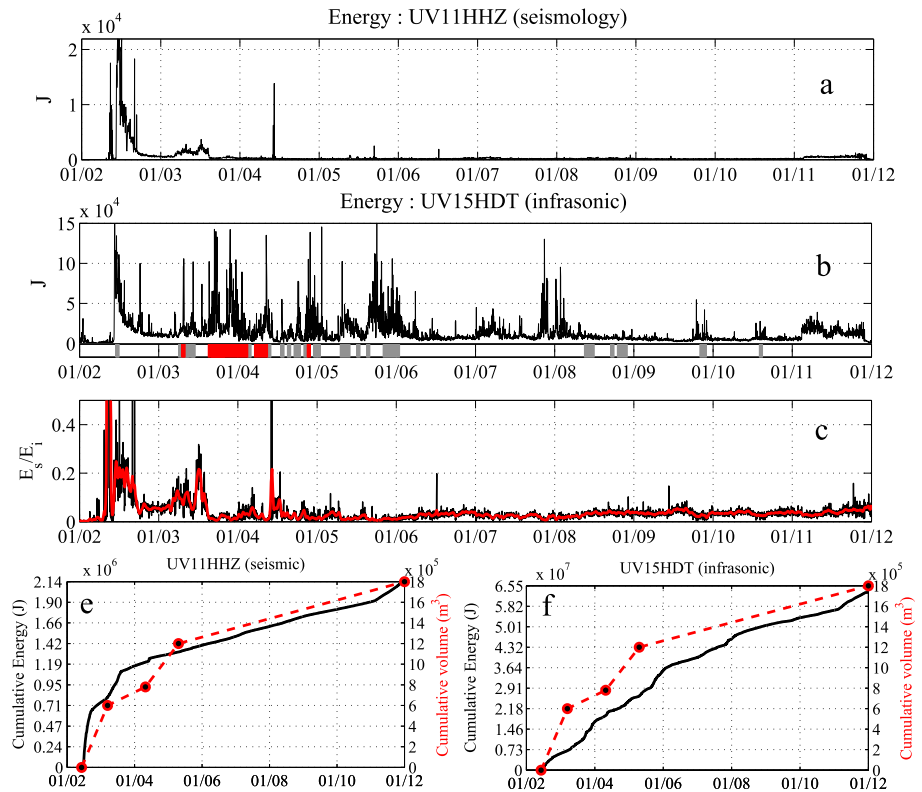 Energy : UV11HHZ (seismology)
x 10^4
2
1
0
J
a
01/02 01/03 01/04 01/05 01/06 01/07 01/08 01/09 01/10 01/11 01/12
Energy : UV15HDT (infrasonic)
x 10^4
15
10
5
0
J
b
01/02 01/03 01/04 01/05 01/06 01/07 01/08 01/09 01/10 01/11 01/12
0.4
0.2
0
E_s/E_i
c
01/02 01/03 01/04 01/05 01/06 01/07 01/08 01/09 01/10 01/11 01/12
UV11HHZ (seismic)
x 10^6
x 10^5
e
2.14
1.90
1.66
1.42
1.19
0.95
0.71
0.47
0.24
0
Cumulative Energy (J)
18
16
14
12
10
8
6
4
2
0
Cumulative volume (m^3)
01/02 01/04 01/06 01/08 01/10 01/12
UV15HDT (infrasonic)
x 10^7
x 10^5
f
6.55
5.82
5.01
4.32
3.64
2.91
2.18
1.46
0.73
0
Cumulative Energy (J)
18
16
14
12
10
8
6
4
2
0
Cumulative volume (m^3)
01/02 01/04 01/06 01/08 01/10 01/12